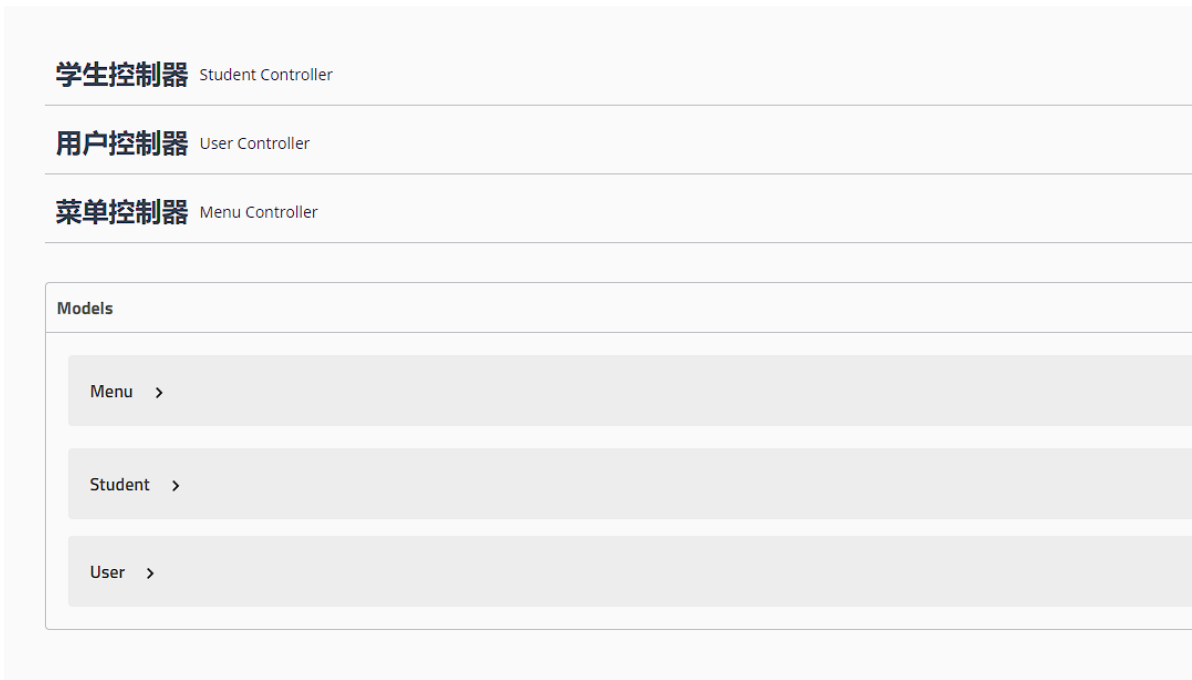 学生控制器 Student Controller
用户控制器 User Controller
菜单控制器 Menu Controller
Models
Menu
Student
User